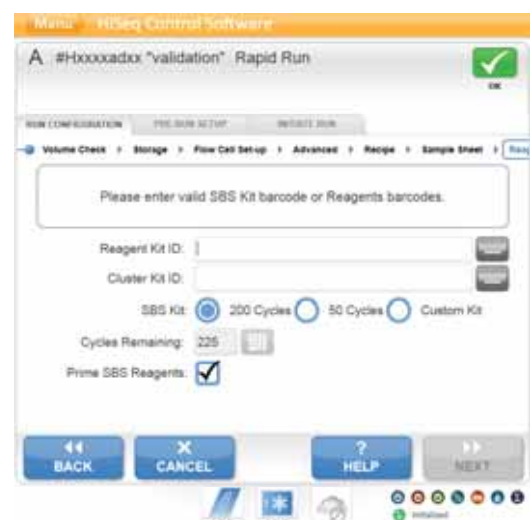 Menu HiSeq Control Software
A #Hxxxxadxx "validation" Rapid Run
OK
RUN CONFIGURATION PRE-RUN SETUP INITIATE RUN
Volume Check Storage Flow Cell Set-up Advanced Recipe Sample Sheet Reag
Please enter valid SBS Kit barcode or Reagents barcodes.
Reagent Kit ID:
Cluster Kit ID:
SBS Kit 200 Cycles 50 Cycles Custom Kit
Cycles Remaining: 225
Prime SBS Reagents:
BACK CANCEL ? HELP NEXT
Initialized